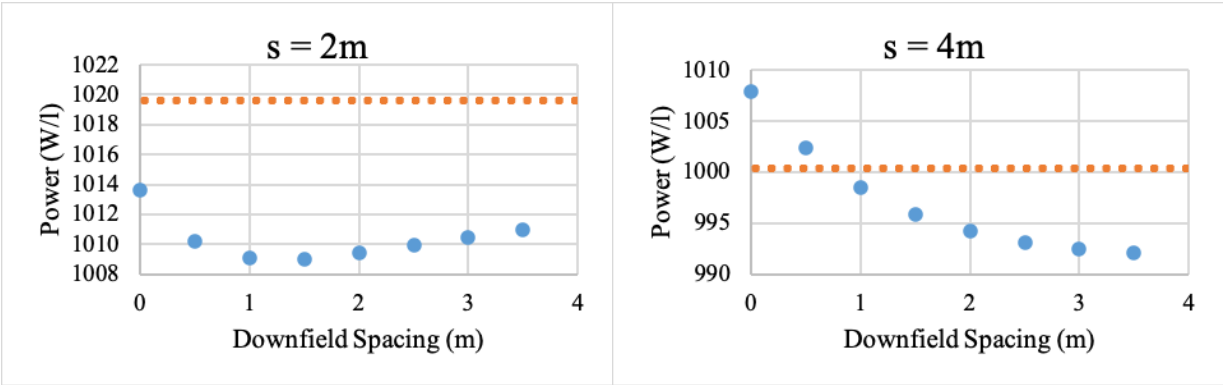 s = 2m
1022
1020
1018
1016
1014
1012
1010
1008
Power (W/l)
0 1 2 3 4
Downfield Spacing (m)
s = 4m
1010
1005
1000
995
990
Power (W/l)
0 1 2 3 4
Downfield Spacing (m)